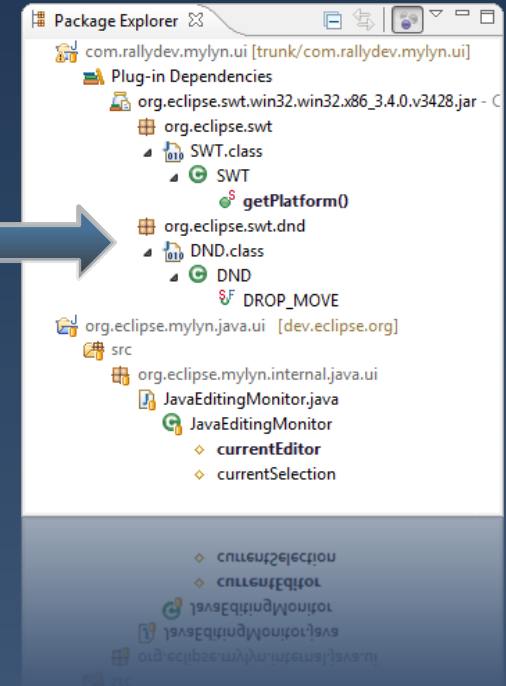 Package Explorer
com.rallydev.mylyn.ui [trunk/com.rallydev.mylyn.ui]
Plug-in Dependencies
org.eclipse.swt.win32.win32.x86_3.4.0.v3428.jar - C
org.eclipse.swt
SWT.class
SWT
getPlatform()
org.eclipse.swt.dnd
DND.class
DND
DROP_MOVE
org.eclipse.mylyn.java.ui [dev.eclipse.org]
src
org.eclipse.mylyn.internal.java.ui
JavaEditingMonitor.java
JavaEditingMonitor
currentEditor
currentSelection